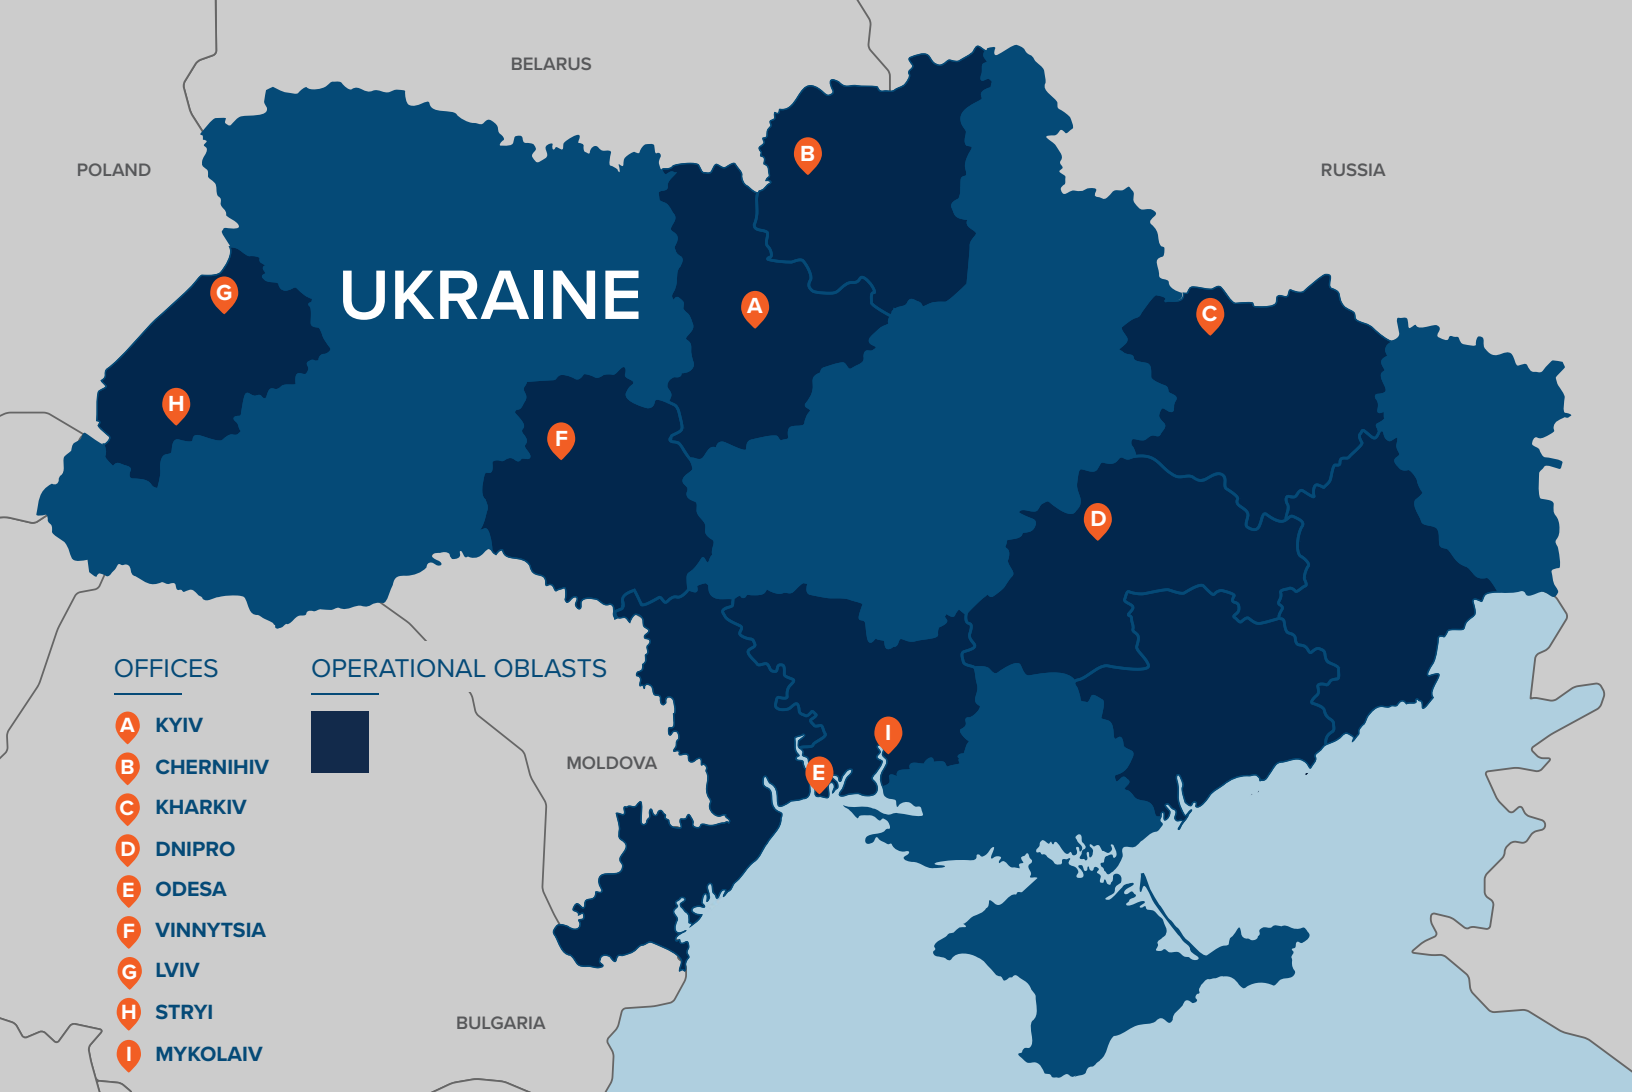 BELARUS
POLAND
RUSSIA
B
UKRAINE
G
A
C
H
F
D
OFFICES
OPERATIONAL OBLASTS
A KYIV
B CHERNIHIV
C KHARKIV
D DNIPRO
E ODESA
F VINNYTSIA
G LVIV
H STRYI
I MYKOLAIV
I
MOLDOVA
E
BULGARIA